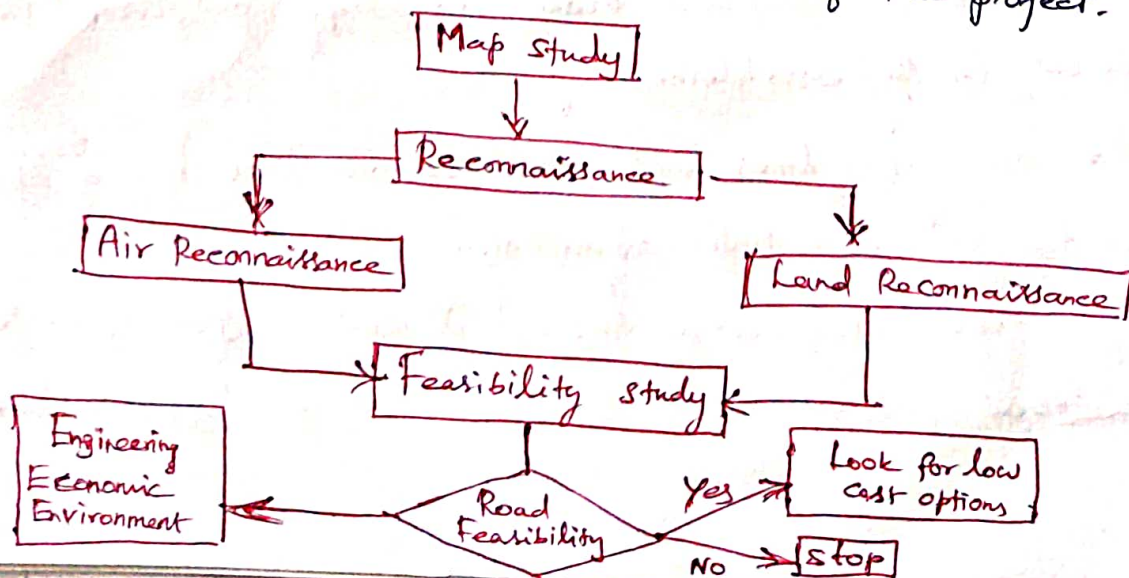 project.
Map study
Reconnaissance
Air Reconnaissance
Land Reconnaissance
Feasibility study
Engineering
Economic
Environment
Road
Feasibility
Yes
Look for low
cost options
No
stop